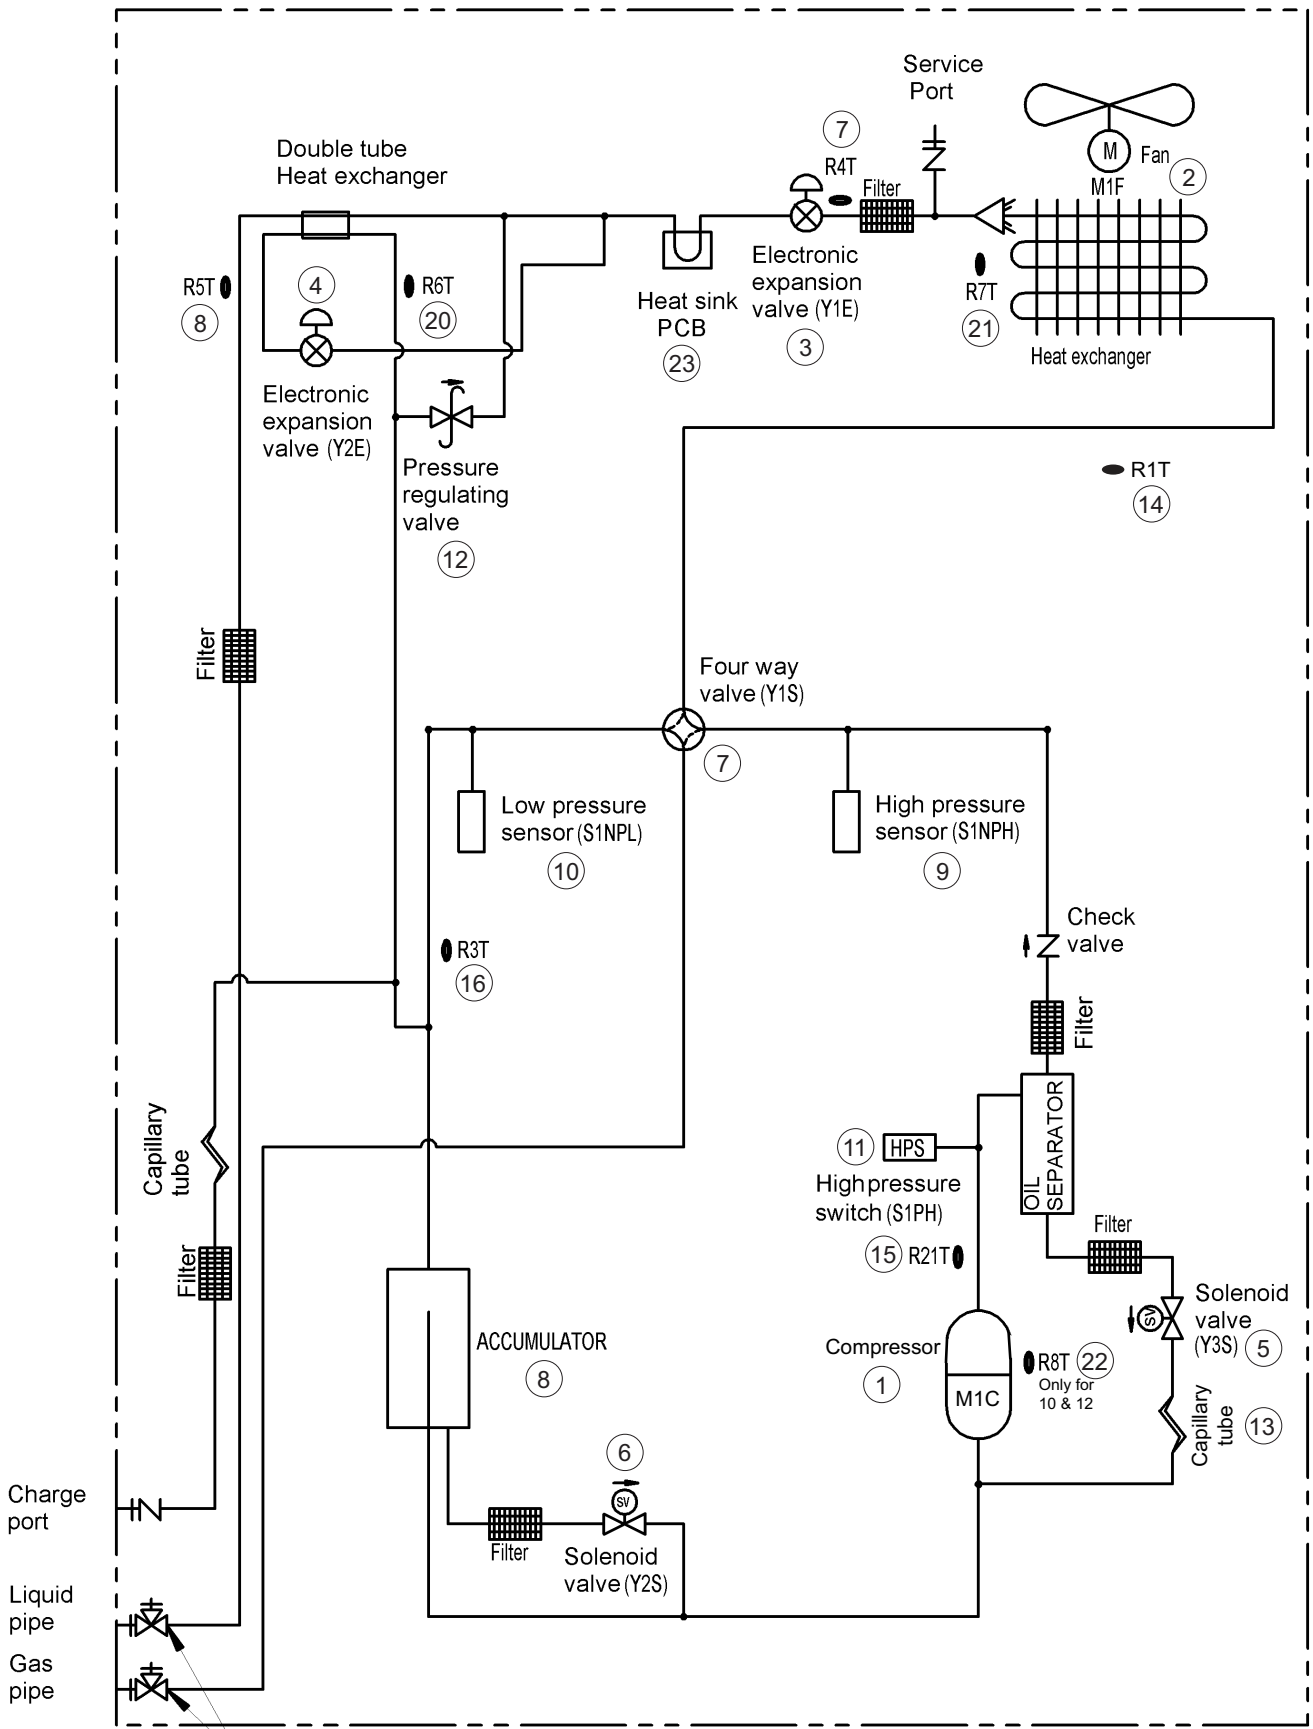 Service
Port
7
R4T
Filter
M
Fan
2
M1F
Double tube
Heat exchanger
R5T
8
4
R6T
20
Heat sink
PCB
23
Electronic
expansion
valve (Y1E)
3
R7T
21
Heat exchanger
Electronic
expansion
valve (Y2E)
Pressure
regulating
valve
12
R1T
14
Filter
Four way
valve (Y1S)
7
Low pressure
sensor (S1NPL)
10
High pressure
sensor (S1NPH)
9
Check
valve
R3T
16
Filter
OIL
SEPARATOR
Capillary
tube
11
HPS
High pressure
switch (S1PH)
15
R21T
Filter
Filter
Solenoid
valve
(Y3S)
5
SV
ACCUMULATOR
8
Compressor
1
M1C
R8T
22
Only for
10 & 12
Capillary
tube
13
6
SV
Filter
Solenoid
valve (Y2S)
Charge
port
Liquid
pipe
Gas
pipe